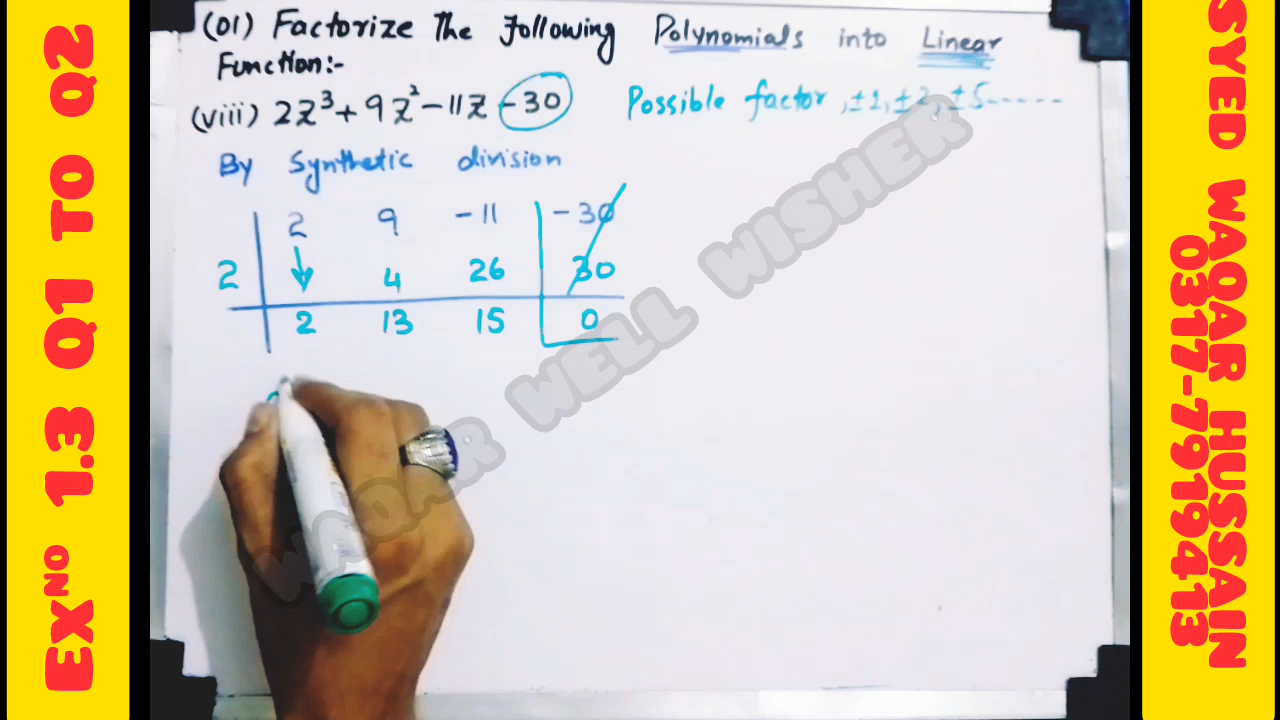 EXNO 1.3 Q1 TO Q2
(01) Factorize The Following Polynomials into Linear
Function:-
(viii) 2z³ + 9z² - 11z - 30 Possible factor , ±1, ±2, ±5------
By Synthetic division
2 9 -11 -30
2 4 26 30
2 13 15 0
WAQAR WELL WISHER
SYED WAQAR HUSSAIN
0317-7919413